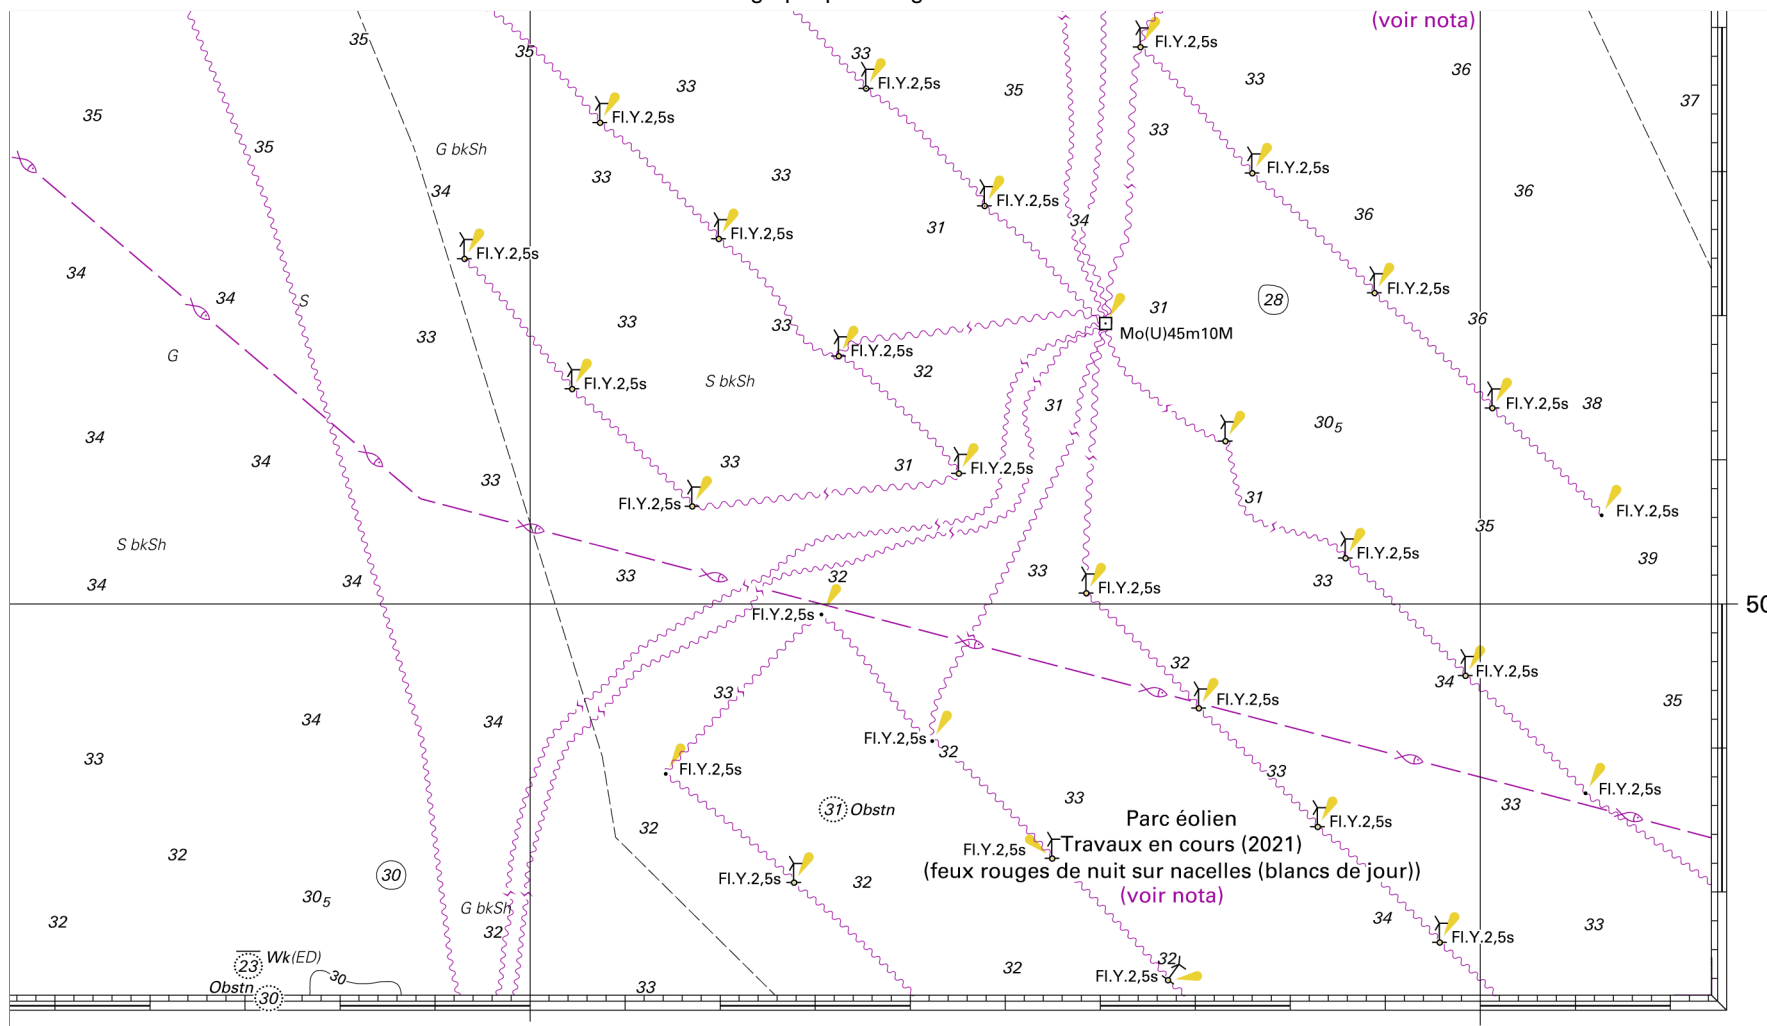 (voir nota)
35
35
33
Fl.Y.2,5s
36
33
Fl.Y.2,5s
35
33
37
35
Fl.Y.2,5s
33
35
G bkSh
33
33
Fl.Y.2,5s
34
36
Fl.Y.2,5s
36
34
31
Fl.Y.2,5s
Fl.Y.2,5s
34
Fl.Y.2,5s
34
S
31
28
33
33
33
36
Mo(U)45m10M
G
Fl.Y.2,5s
32
S bkSh
Fl.Y.2,5s
31
Fl.Y.2,5s
38
30₅
34
34
33
31
Fl.Y.2,5s
33
31
Fl.Y.2,5s
Fl.Y.2,5s
35
S bkSh
Fl.Y.2,5s
39
34
34
33
32
33
Fl.Y.2,5s
33
50
Fl.Y.2,5s
32
34
Fl.Y.2,5s
33
Fl.Y.2,5s
35
34
34
Fl.Y.2,5s
32
33
Fl.Y.2,5s
33
Fl.Y.2,5s
31 Obstn
33
33
Parc éolien
Fl.Y.2,5s
32
Travaux en cours (2021)
Fl.Y.2,5s
32
(feux rouges de nuit sur nacelles (blancs de jour))
30
Fl.Y.2,5s
32
(voir nota)
30₅
G bkSh
34
33
32
32
Fl.Y.2,5s
Wk(ED)
23
32
32
Fl.Y.2,5s
30
33
Obstn
30